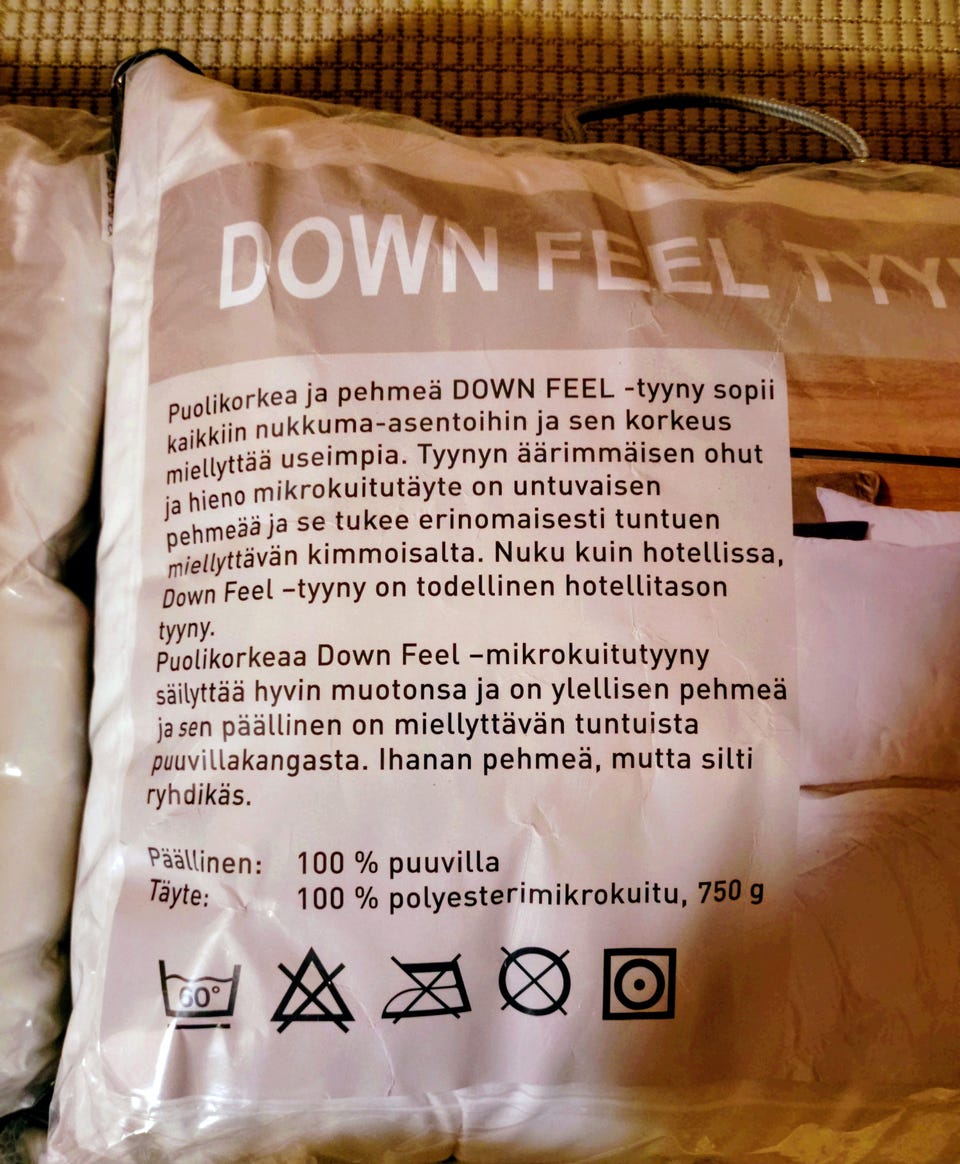 DOWN FEEL TYY
Puolikorkea ja pehmeä DOWN FEEL -tyyny sopii
kaikkiin nukkuma-asentoihin ja sen korkeus
miellyttää useimpia. Tyynyn äärimmäisen ohut
ja hieno mikrokuitutäyte on untuvaisen
pehmeää ja se tukee erinomaisesti tuntuen
miellyttävän kimmoisalta. Nuku kuin hotellissa,
Down Feel –tyyny on todellinen hotellitason
tyyny.
Puolikorkeaa Down Feel –mikrokuitutyyny
säilyttää hyvin muotonsa ja on ylellisen pehmeä
ja sen päällinen on miellyttävän tuntuista
puuvillakangasta. Ihanan pehmeä, mutta silti
ryhdikäs.
Päällinen: 100 % puuvilla
Täyte: 100 % polyesterimikrokuitu, 750 g
60°